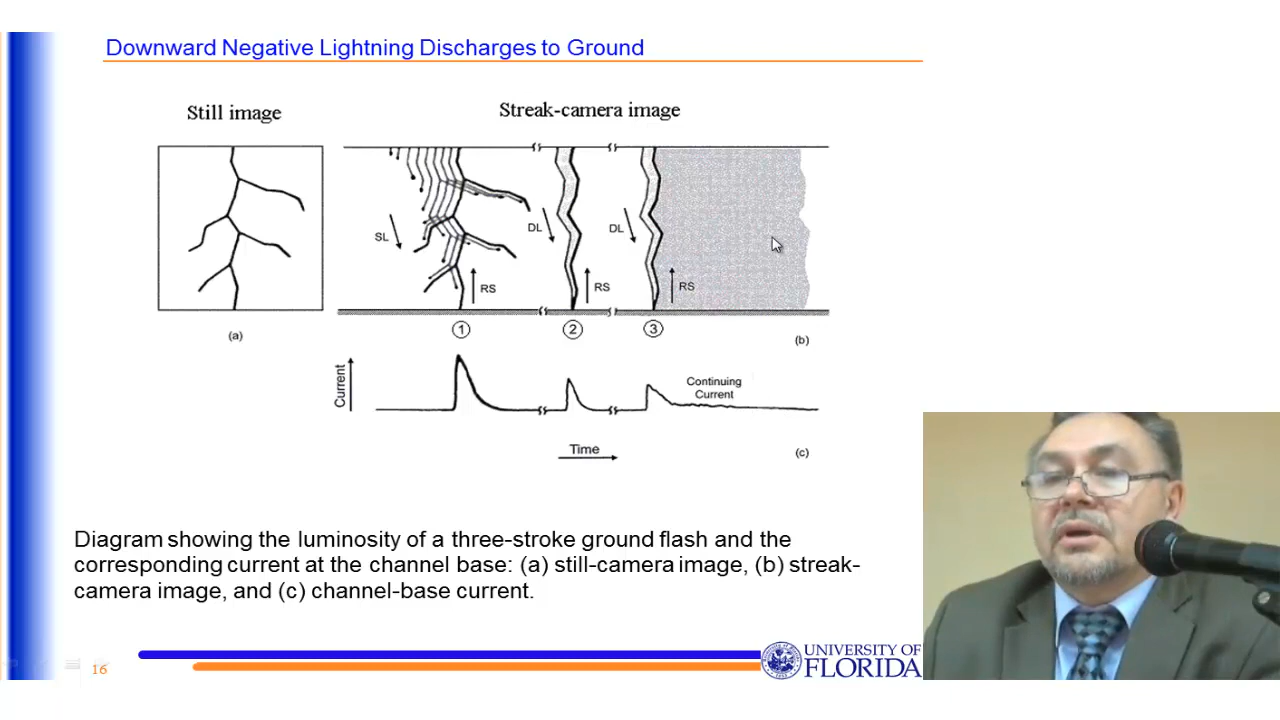 Downward Negative Lightning Discharges to Ground
Still image
Streak-camera image
SL
RS
DL
RS
DL
RS
(a)
1
2
3
(b)
Current
Continuing
Current
Time
(c)
Diagram showing the luminosity of a three-stroke ground flash and the
corresponding current at the channel base: (a) still-camera image, (b) streak-
camera image, and (c) channel-base current.
16
UNIVERSITY OF
FLORIDA